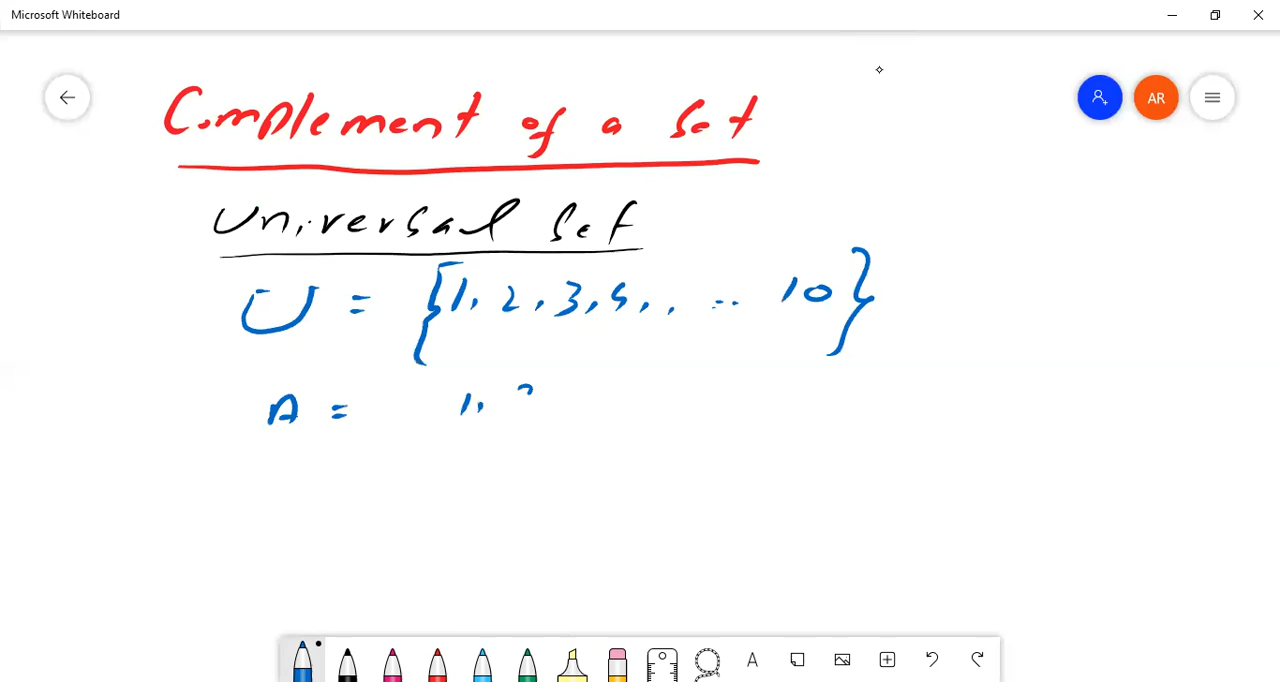 Microsoft Whiteboard
AR
Complement of a Set
Universal Set
U = {1, 2, 3, 4, , .. .. 10}
A = 1,
A